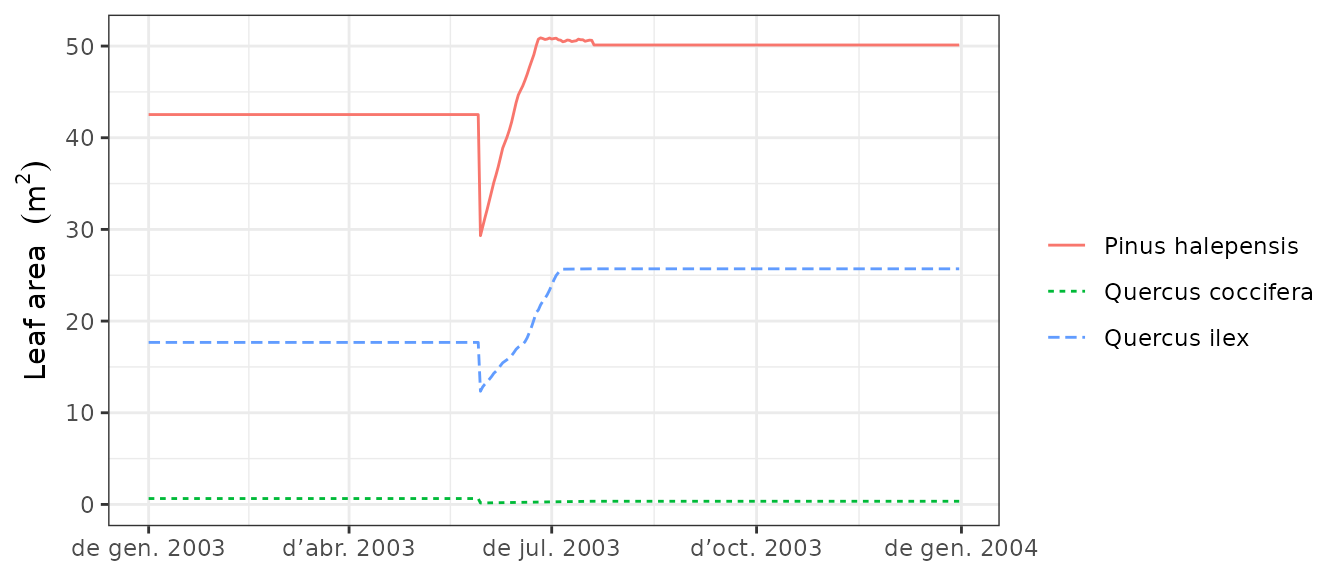 Leaf area (m²)
50
40
30
20
10
0
de gen. 2003 d’abr. 2003 de jul. 2003 d’oct. 2003 de gen. 2004
Pinus halepensis
Quercus coccifera
Quercus ilex